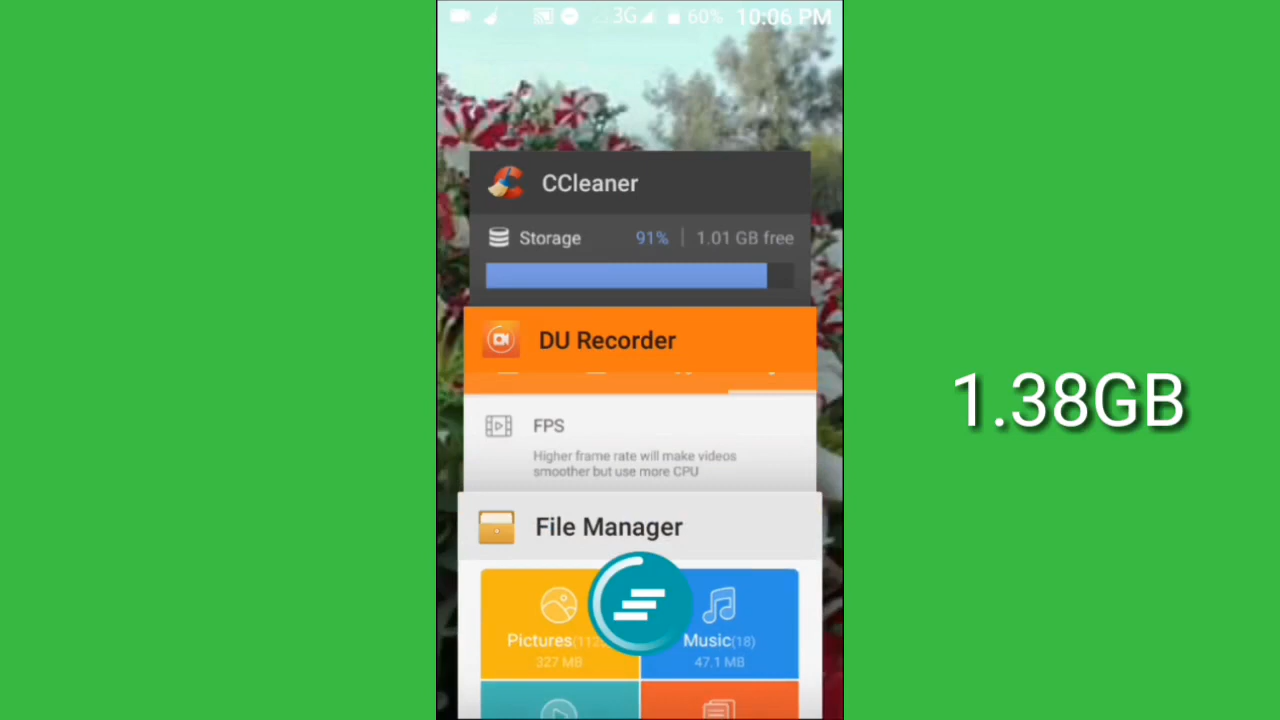 3G 60% 10:06 PM
CCleaner
Storage 91% 1.01 GB free
DU Recorder
FPS
Higher frame rate will make videos
smoother but use more CPU
File Manager
Pictures Music(18)
327 MB 47.1 MB
1.38GB